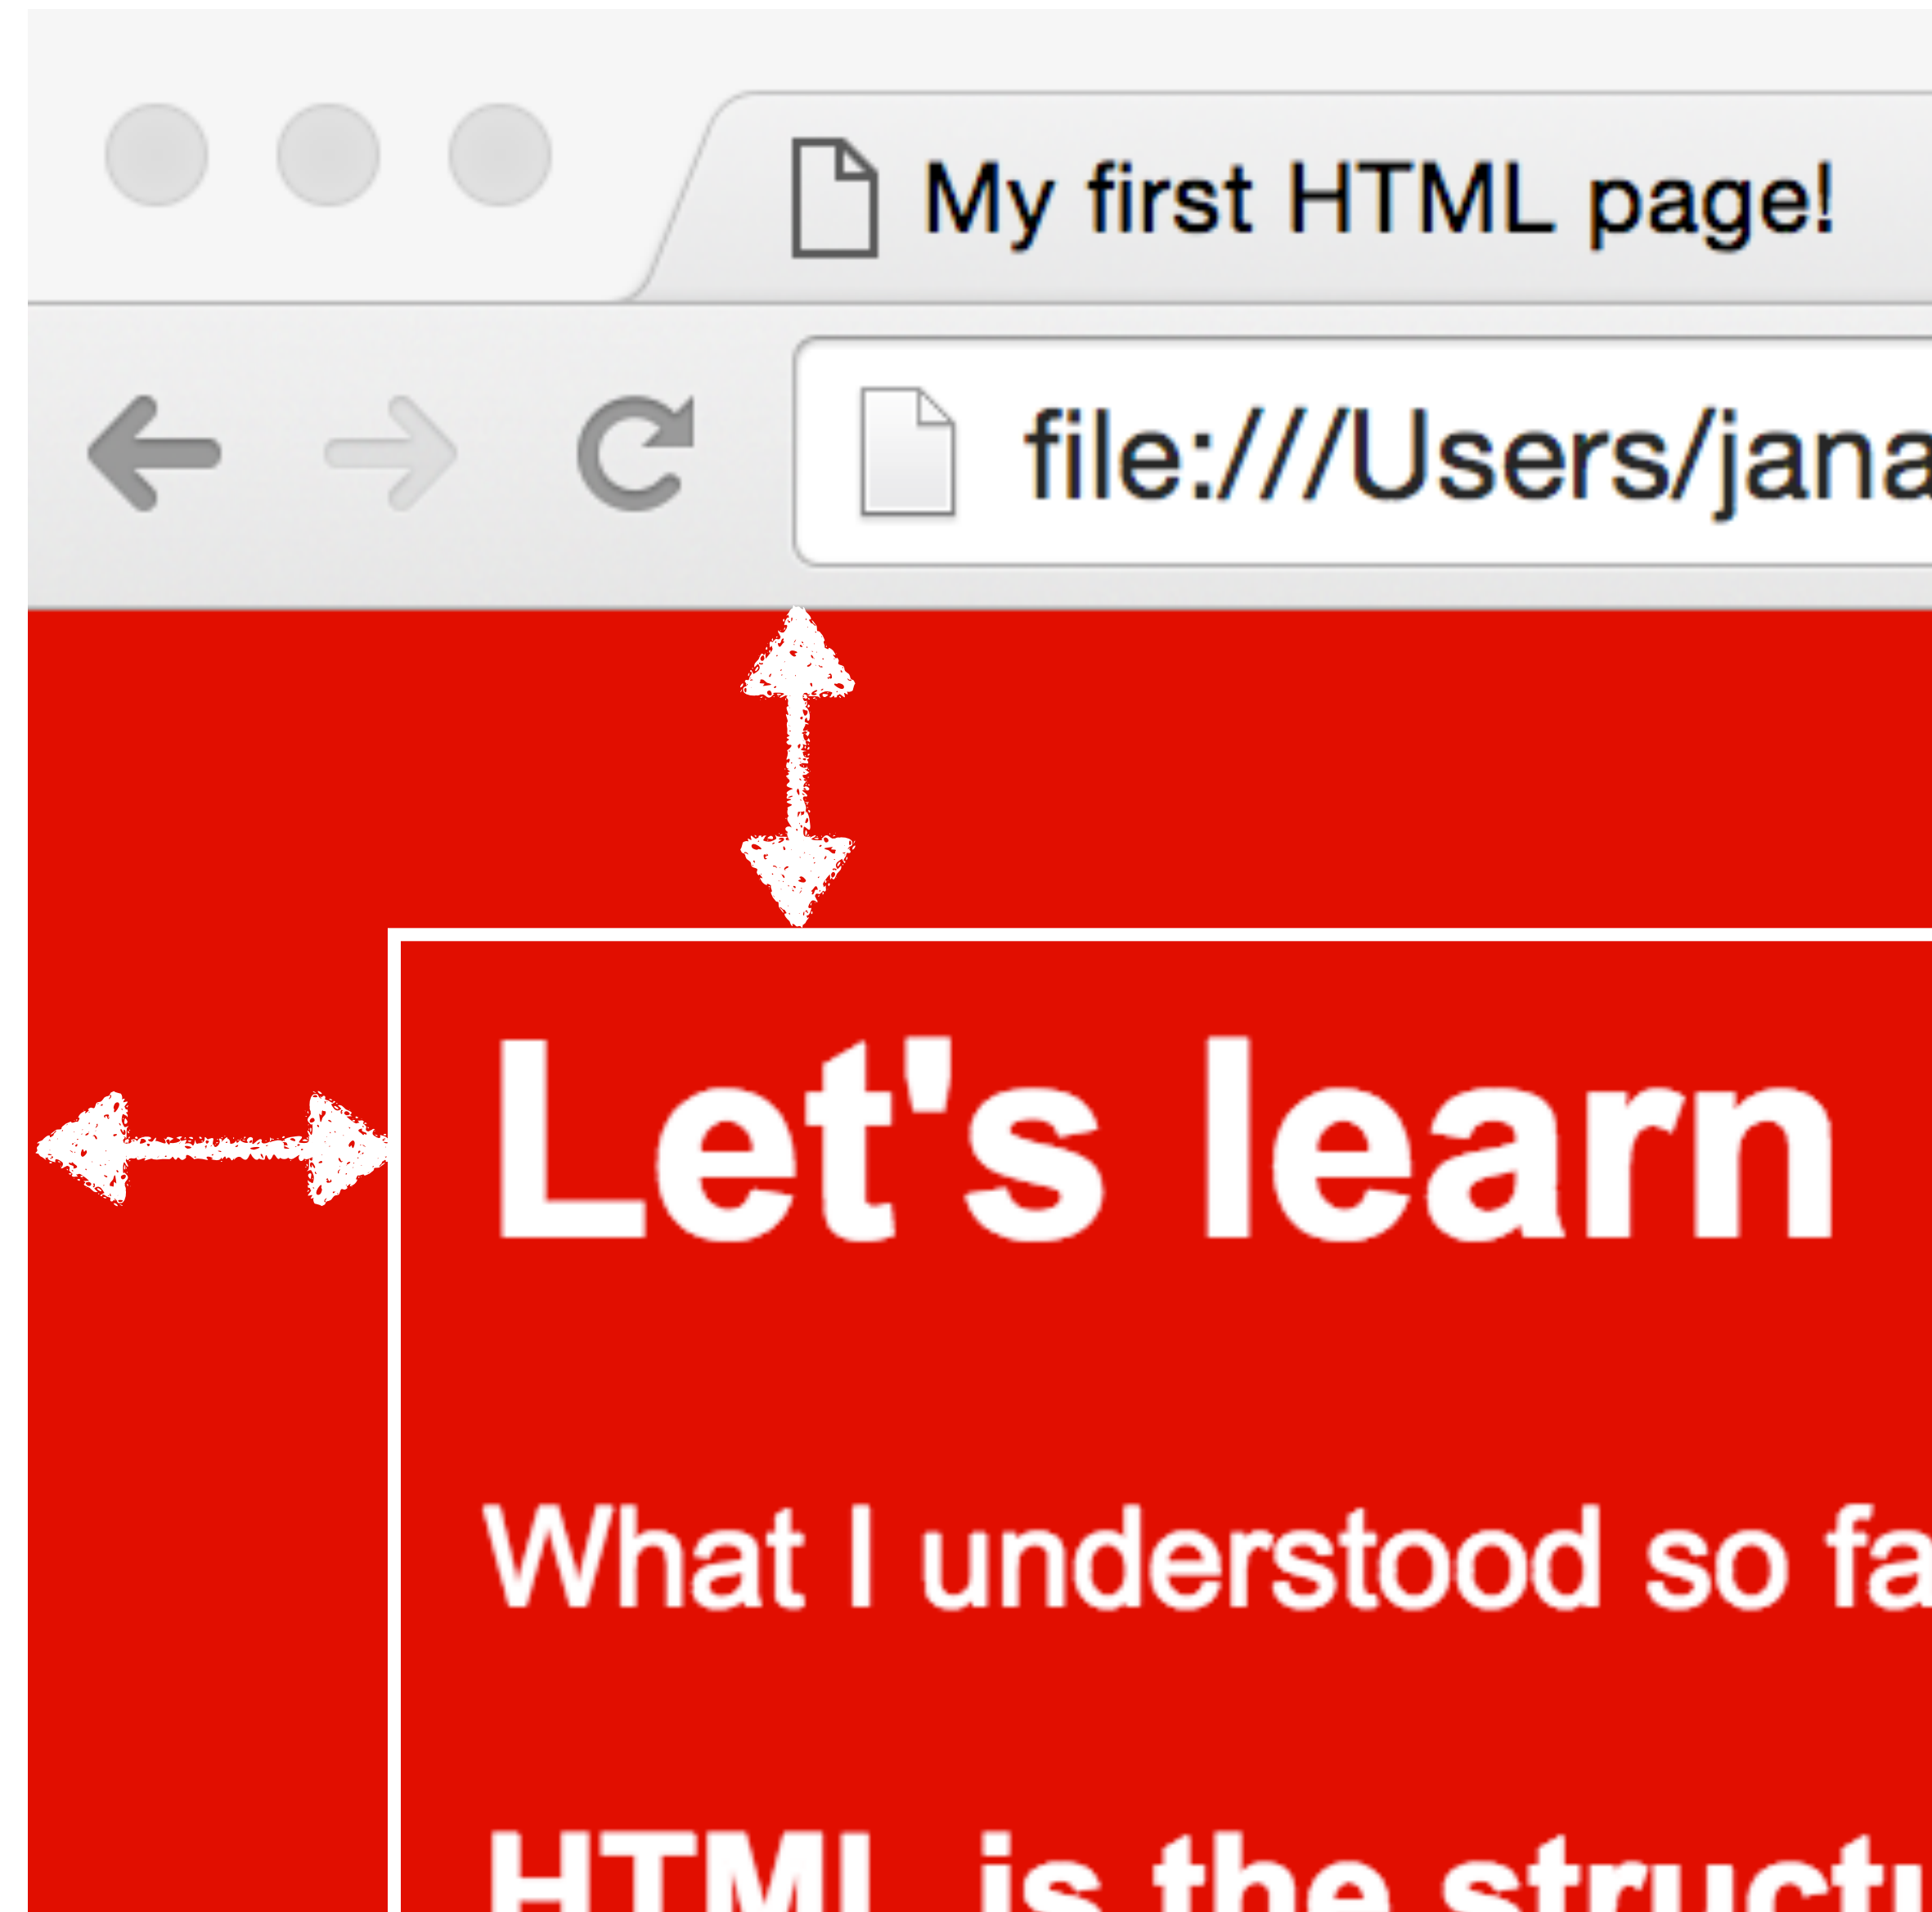 My first HTML page!
file:///Users/jana
Let's learn
What I understood so fa
HTML is the structu